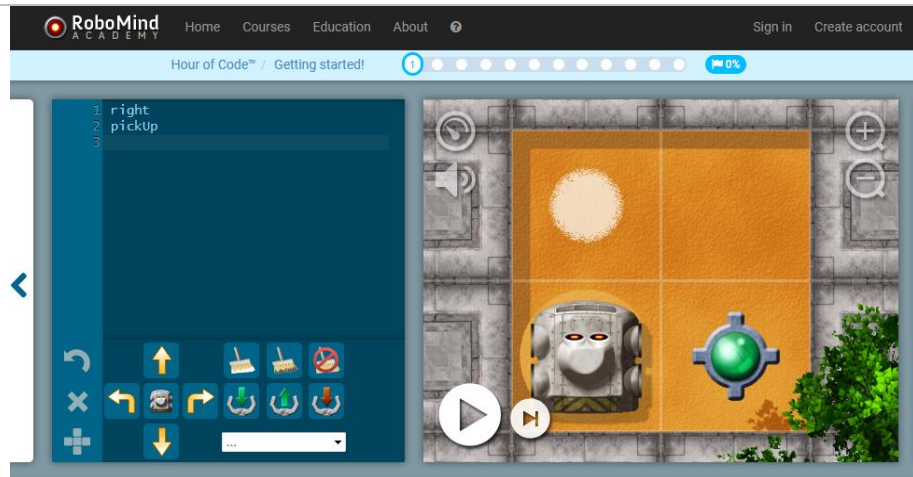 RoboMind
ACADEMY
Home Courses Education About ?
Sign in Create account
Hour of Code™ / Getting started!
1
0%
1 right
2 pickUp
3
...